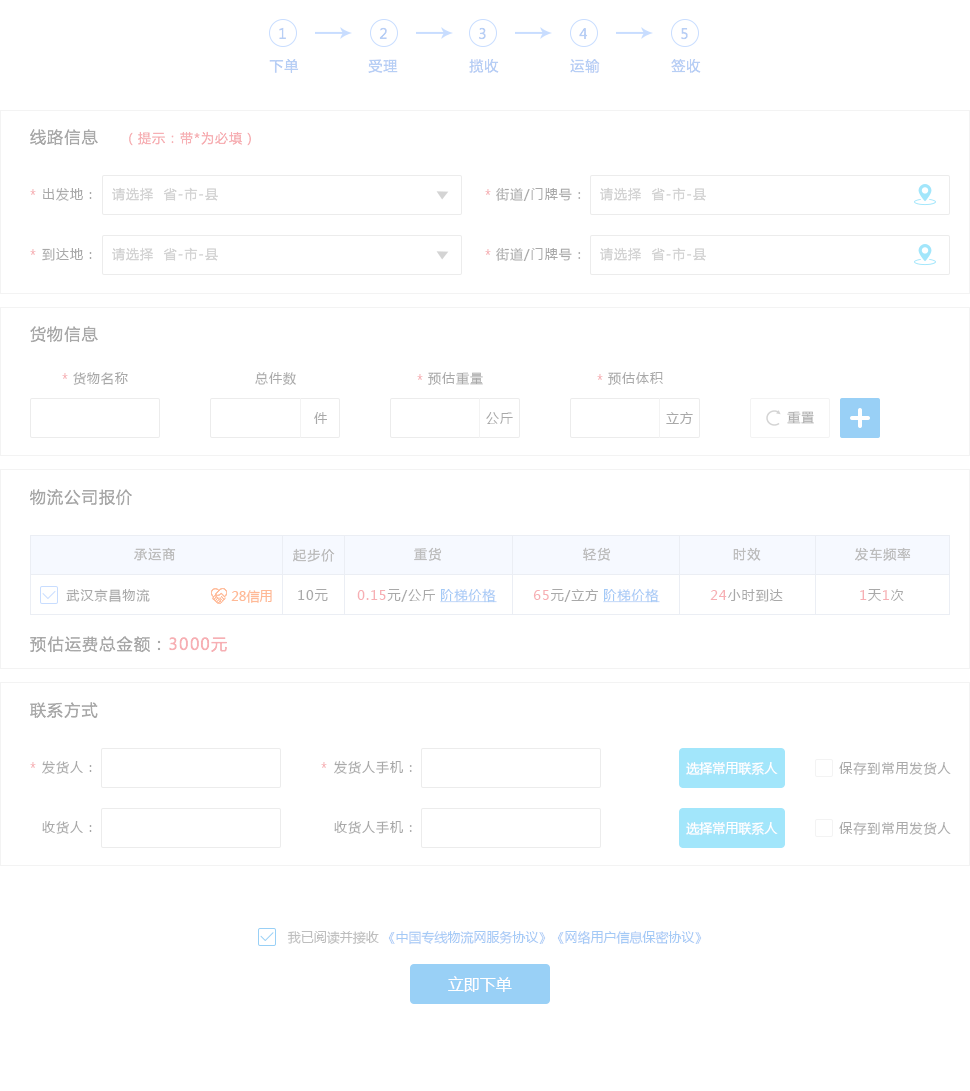 1 2 3 4 5
下单 受理 揽收 运输 签收
线路信息 ( 提示：带*为必填 )
* 出发地： 请选择 省-市-县 * 街道/门牌号： 请选择 省-市-县
* 到达地： 请选择 省-市-县 * 街道/门牌号： 请选择 省-市-县
货物信息
* 货物名称 总件数 * 预估重量 * 预估体积
件 公斤 立方 重置
物流公司报价
承运商 起步价 重货 轻货 时效 发车频率
武汉京昌物流 28信用 10元 0.15元/公斤 阶梯价格 65元/立方 阶梯价格 24小时到达 1天1次
预估运费总金额：3000元
联系方式
* 发货人： * 发货人手机： 选择常用联系人 保存到常用发货人
收货人： 收货人手机： 选择常用联系人 保存到常用发货人
我已阅读并接收 《中国专线物流网服务协议》《网络用户信息保密协议》
立即下单